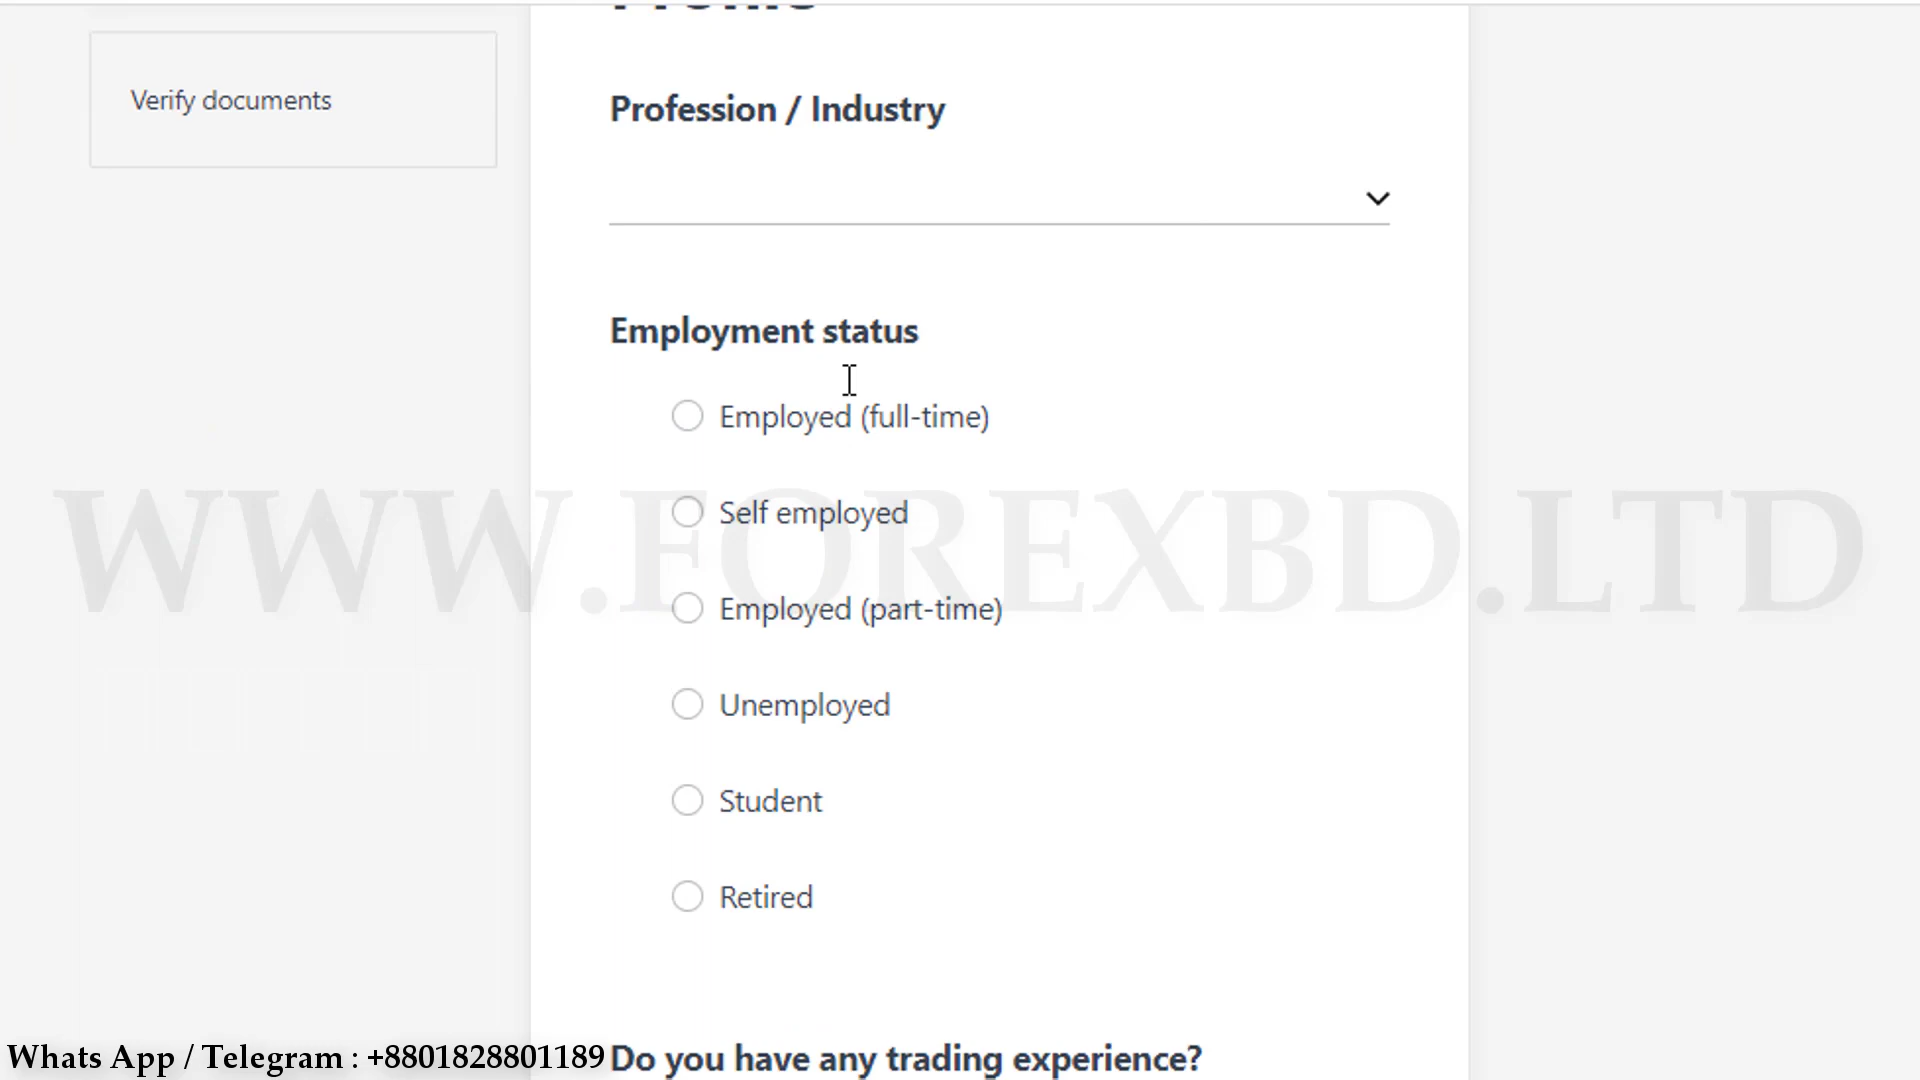 Profile
Verify documents
Profession / Industry
Employment status
Employed (full-time)
Self employed
WWW.FOREXBD.LTD
Employed (part-time)
Unemployed
Student
Retired
Whats App / Telegram : +8801828801189
Do you have any trading experience?